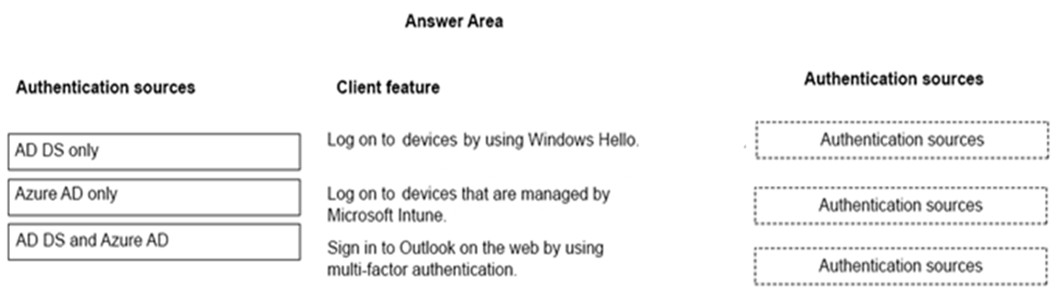 Answer Area
Authentication sources
Client feature
Authentication sources
AD DS only
Azure AD only
AD DS and Azure AD
Log on to devices by using Windows Hello.
Log on to devices that are managed by
Microsoft Intune.
Sign in to Outlook on the web by using
multi-factor authentication.
Authentication sources
Authentication sources
Authentication sources